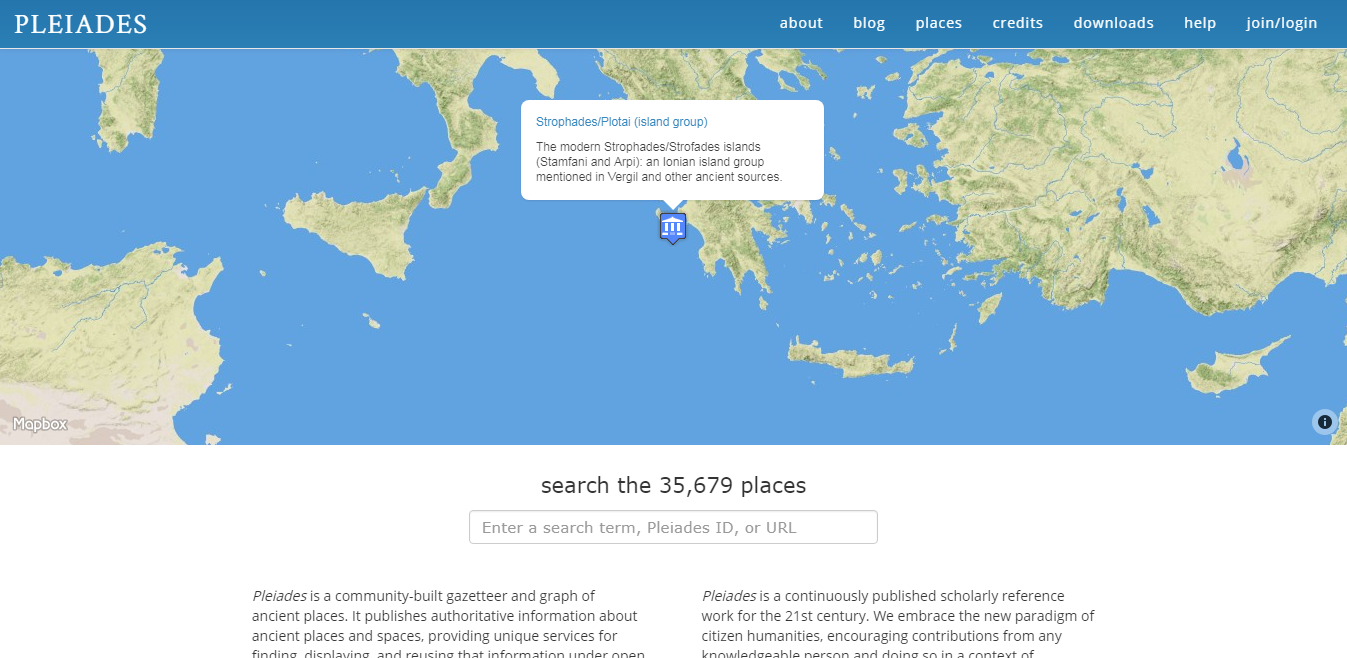 PLEIADES
about blog places credits downloads help join/login
Strophades/Plotai (island group)
The modern Strophades/Strofades islands
(Stamfani and Arpi): an Ionian island group
mentioned in Vergil and other ancient sources.
Mapbox
search the 35,679 places
Enter a search term, Pleiades ID, or URL
Pleiades is a community-built gazetteer and graph of
ancient places. It publishes authoritative information about
ancient places and spaces, providing unique services for
finding, displaying, and reusing that information under open
Pleiades is a continuously published scholarly reference
work for the 21st century. We embrace the new paradigm of
citizen humanities, encouraging contributions from any
knowledgeable person and doing so in a context of